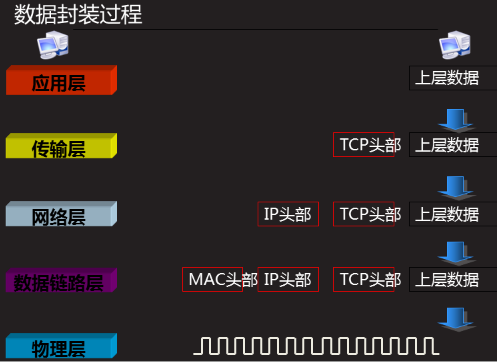 数据封装过程
应用层 上层数据
传输层 TCP头部 上层数据
网络层 IP头部 TCP头部 上层数据
数据链路层 MAC头部 IP头部 TCP头部 上层数据
物理层